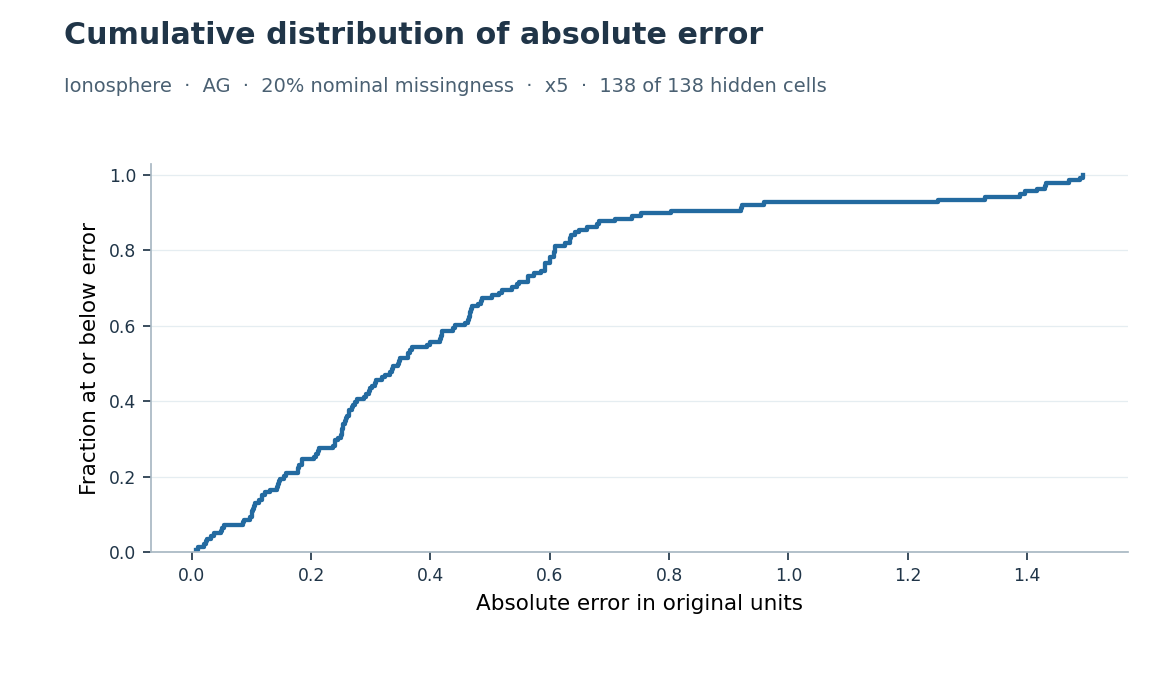 Cumulative distribution of absolute error
Ionosphere · AG · 20% nominal missingness · x5 · 138 of 138 hidden cells
1.0
0.8
0.6
0.4
0.2
0.0
Fraction at or below error
0.0 0.2 0.4 0.6 0.8 1.0 1.2 1.4
Absolute error in original units